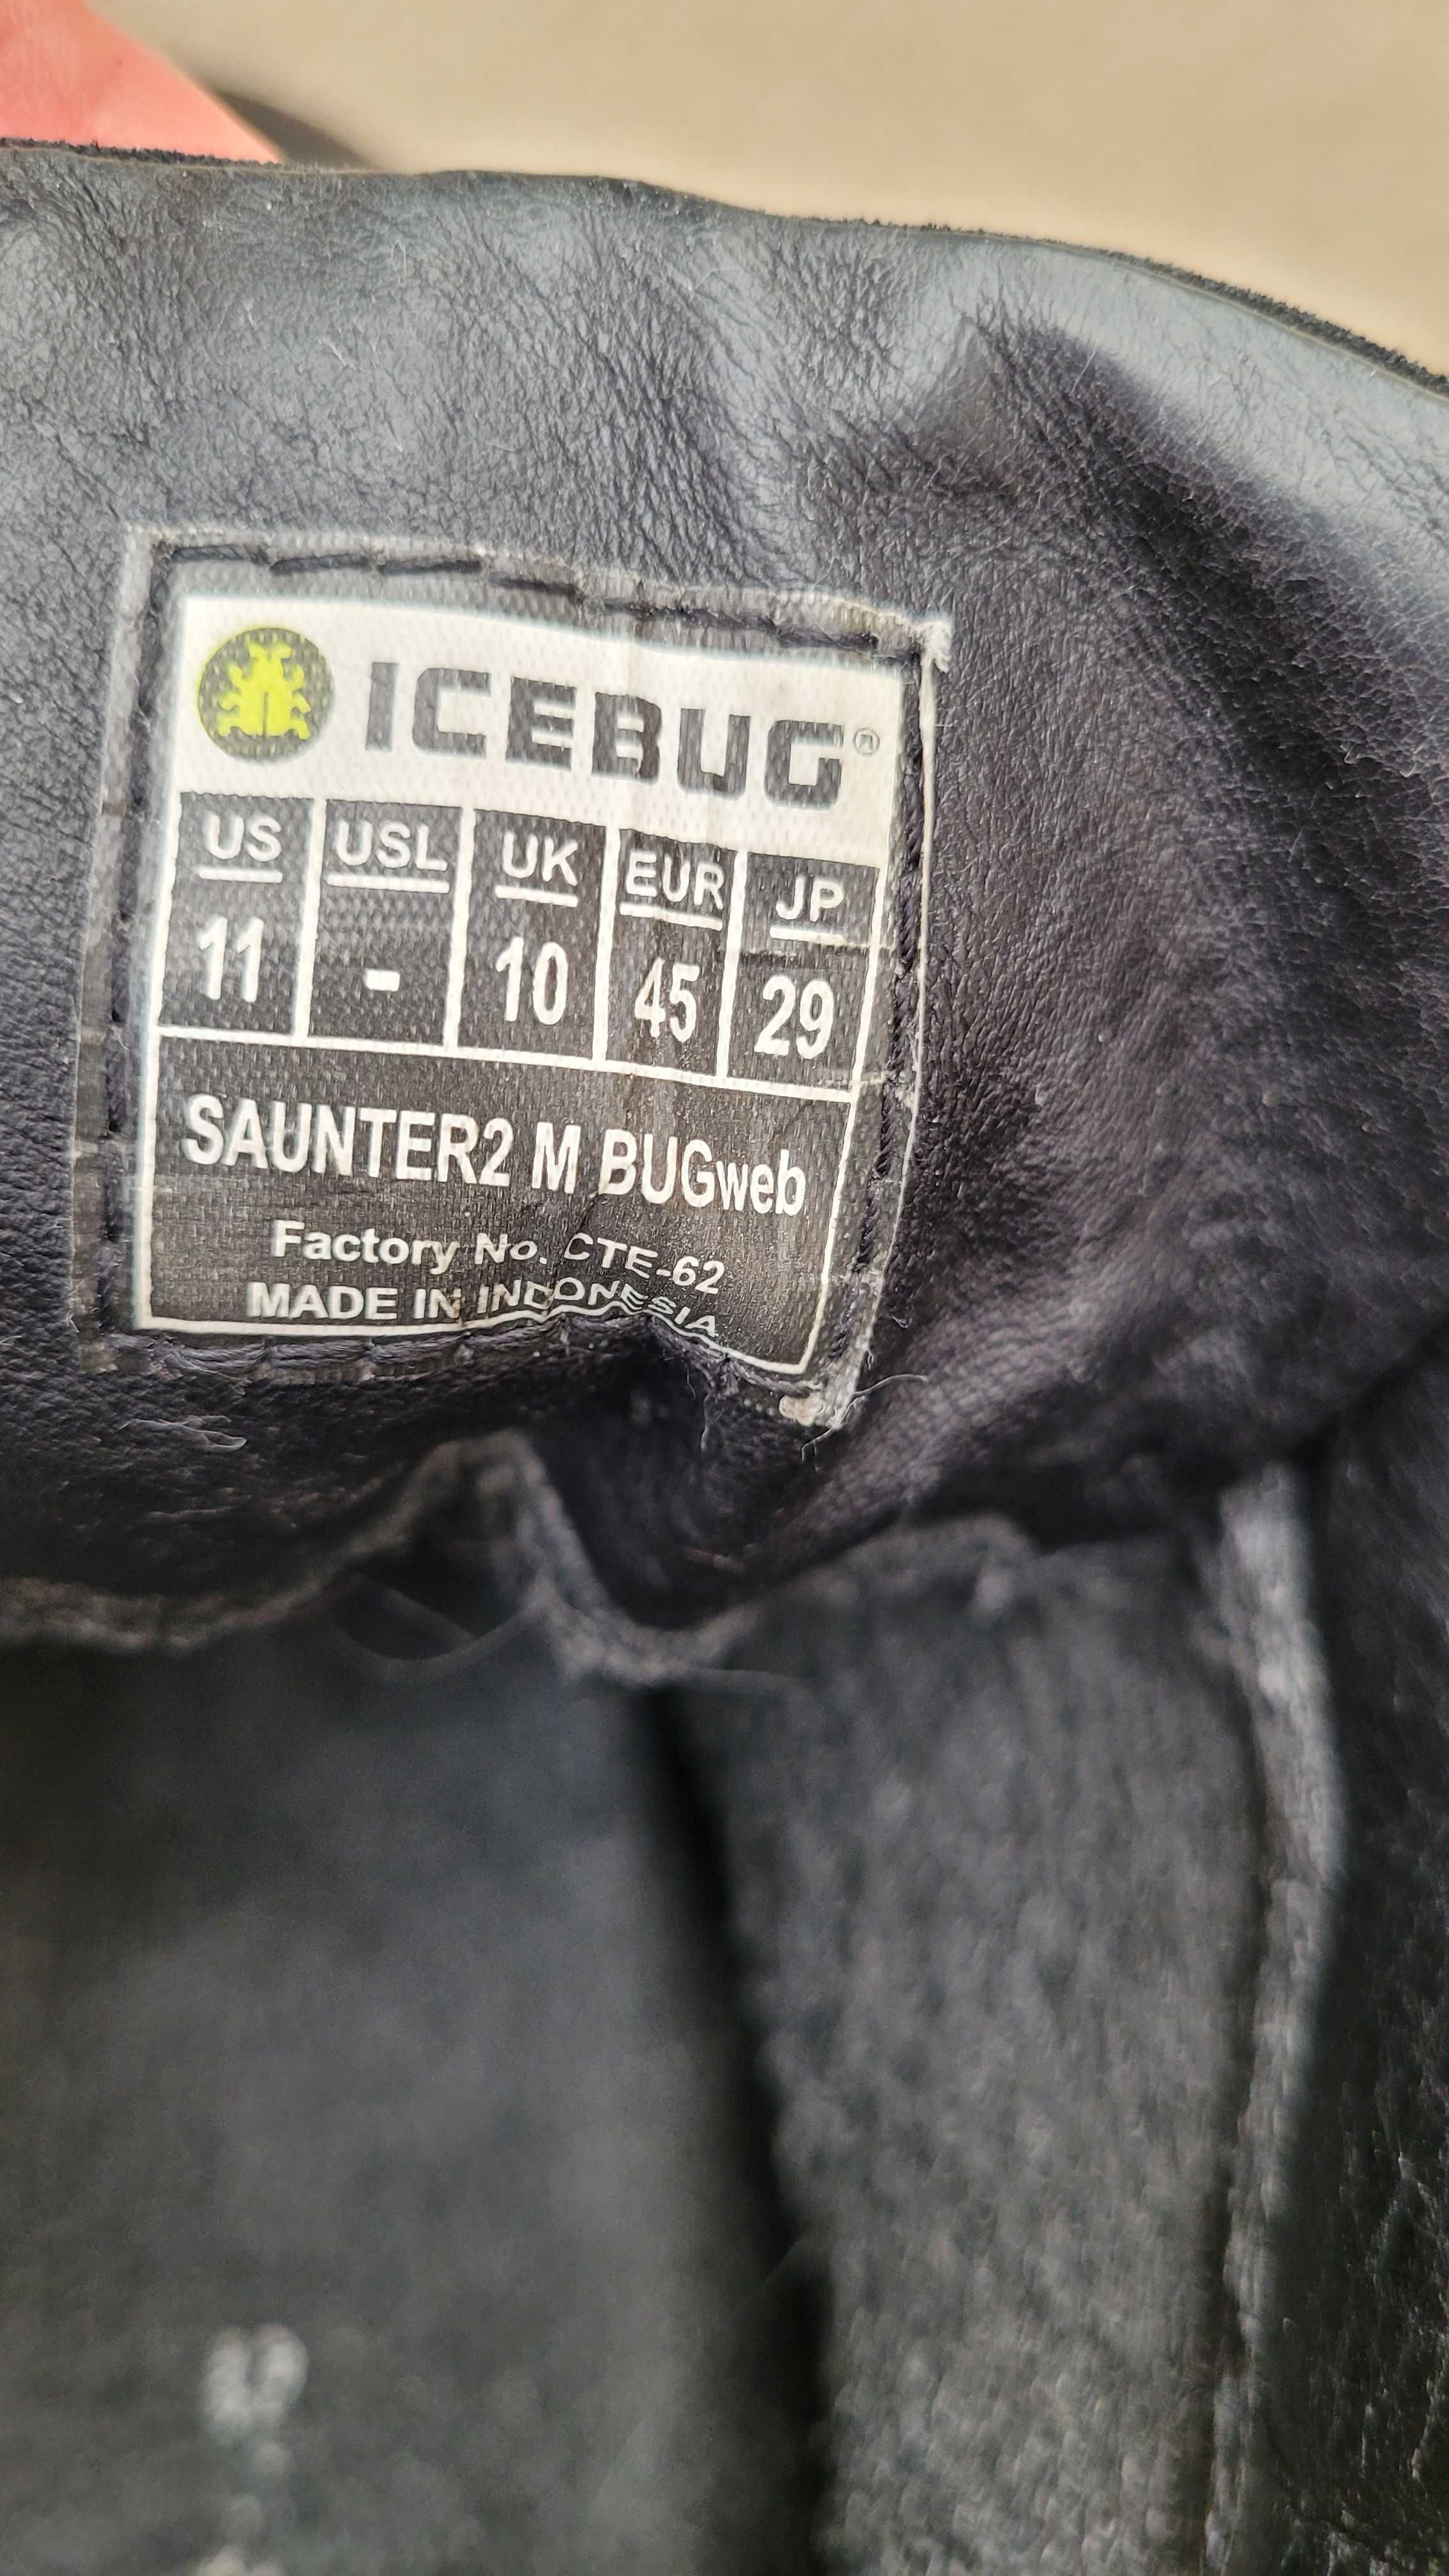 ICEBUG®
US USL UK EUR JP
11 - 10 45 29
SAUNTER2 M BUGweb
Factory No. CTE-62
MADE IN INDONESIA